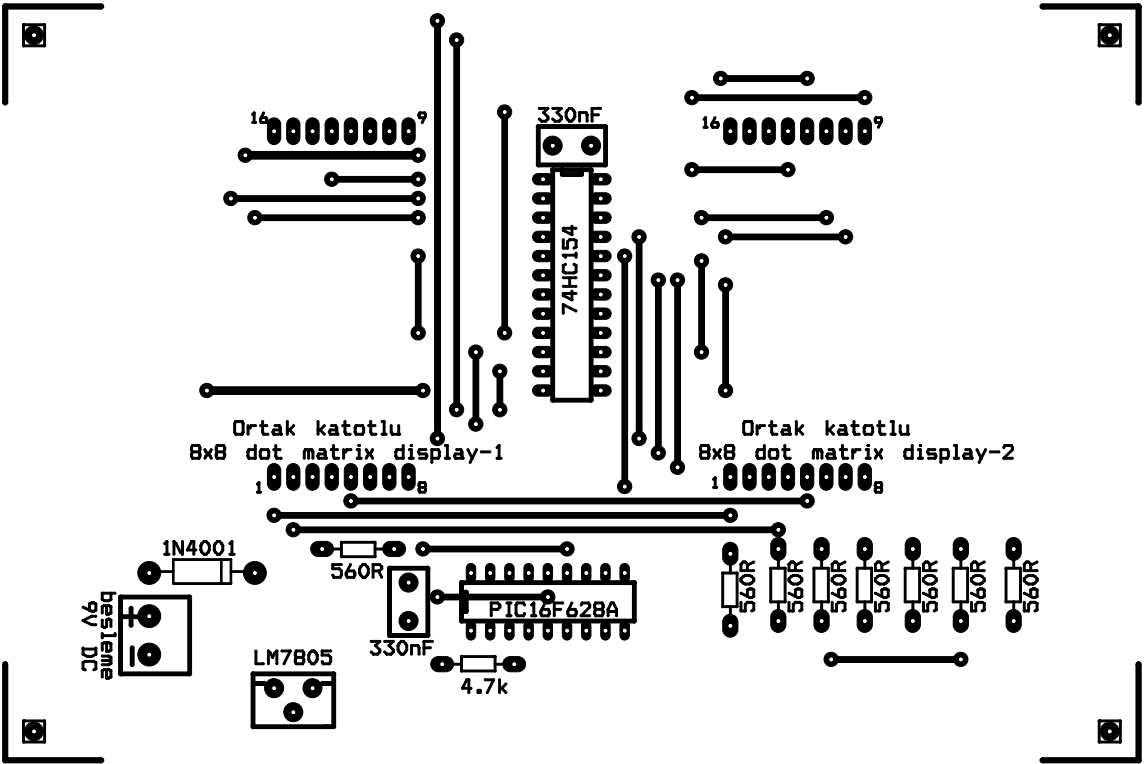 330nF
16
9
16
9
74HC154
Ortak katotlu
8x8 dot matrix display-1
Ortak katotlu
8x8 dot matrix display-2
1
8
1
8
1N4001
560R
560R
560R
560R
560R
560R
560R
560R
PIC16F628A
330nF
besleme
9V DC
+
-
LM7805
4.7k